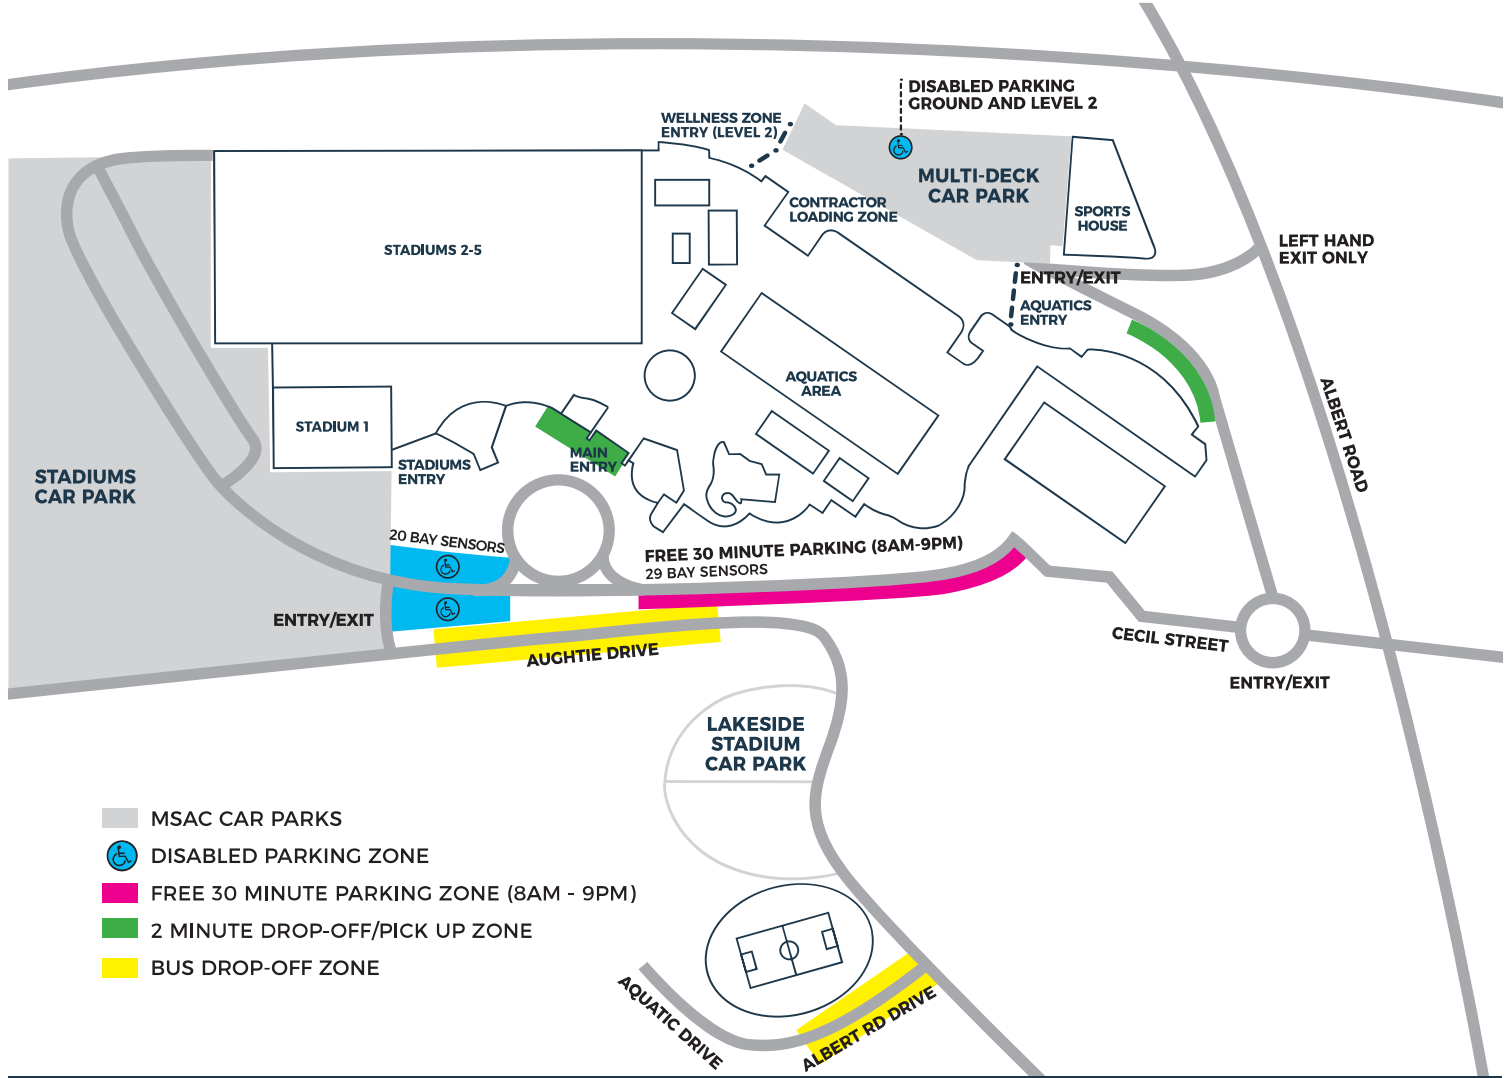 DISABLED PARKING
GROUND AND LEVEL 2
WELLNESS ZONE
ENTRY (LEVEL 2)
MULTI-DECK
CAR PARK
CONTRACTOR
LOADING ZONE
SPORTS
HOUSE
STADIUMS 2-5
LEFT HAND
EXIT ONLY
ENTRY/EXIT
AQUATICS
ENTRY
AQUATICS
AREA
ALBERT ROAD
STADIUM 1
STADIUMS
ENTRY
MAIN
ENTRY
STADIUMS
CAR PARK
20 BAY SENSORS
FREE 30 MINUTE PARKING (8AM-9PM)
29 BAY SENSORS
ENTRY/EXIT
AUGHTIE DRIVE
CECIL STREET
ENTRY/EXIT
LAKESIDE
STADIUM
CAR PARK
MSAC CAR PARKS
DISABLED PARKING ZONE
FREE 30 MINUTE PARKING ZONE (8AM - 9PM)
2 MINUTE DROP-OFF/PICK UP ZONE
BUS DROP-OFF ZONE
AQUATIC DRIVE
ALBERT RD DRIVE